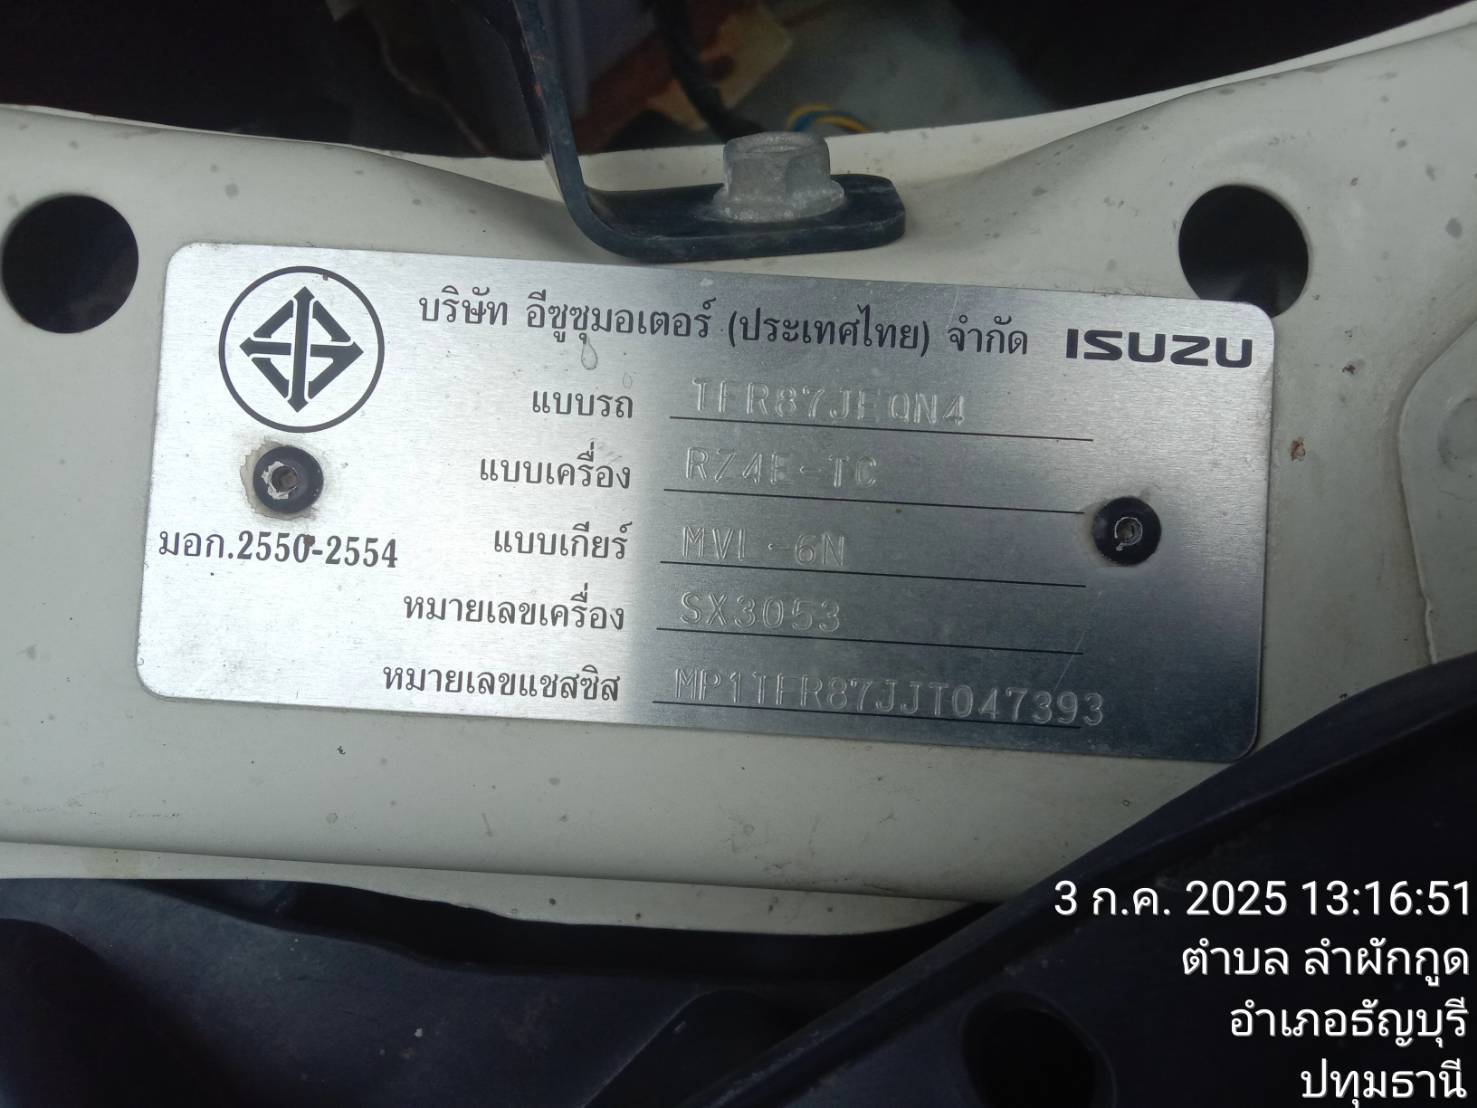 บริษัท อีซูซุมอเตอร์ (ประเทศไทย) จำกัด ISUZU
แบบรถ TFR87JEQN4
แบบเครื่อง RZ4E-TC
แบบเกียร์ MVL-6N
มอก.2550-2554
หมายเลขเครื่อง SX3053
หมายเลขแชสซิส MP1TFR87JJT047393
3 ก.ค. 2025 13:16:51
ตำบล ลำผักกูด
อำเภอธัญบุรี
ปทุมธานี